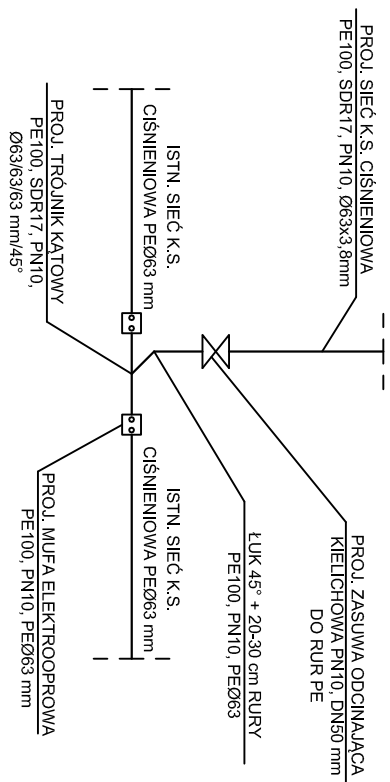 PROJ. SIEĆ K.S. CIŚNIENIOWA
PE100, SDR17, PN10, Ø63x3,8mm
PROJ. ZASUWA ODCINAJĄCA
KIELICHOWA PN10, DN50 mm
DO RUR PE
ŁUK 45° + 20-30 cm RURY
PE100, PN10, PEØ63
ISTN. SIEĆ K.S.
CIŚNIENIOWA PEØ63 mm
ISTN. SIEĆ K.S.
CIŚNIENIOWA PEØ63 mm
PROJ. TRÓJNIK KĄTOWY
PE100, SDR17, PN10,
Ø63/63/63 mm/45°
PROJ. MUFA ELEKTROOPROWA
PE100, PN10, PEØ63 mm